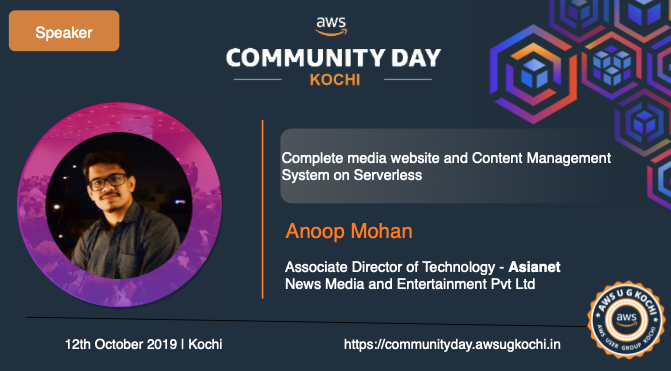 Speaker
aws
COMMUNITY DAY
KOCHI
Complete media website and Content Management
System on Serverless
Anoop Mohan
Associate Director of Technology - Asianet
News Media and Entertainment Pvt Ltd
AWS U G KOCHI
aws
AWS USER GROUP KOCHI
12th October 2019 | Kochi
https://communityday.awsugkochi.in